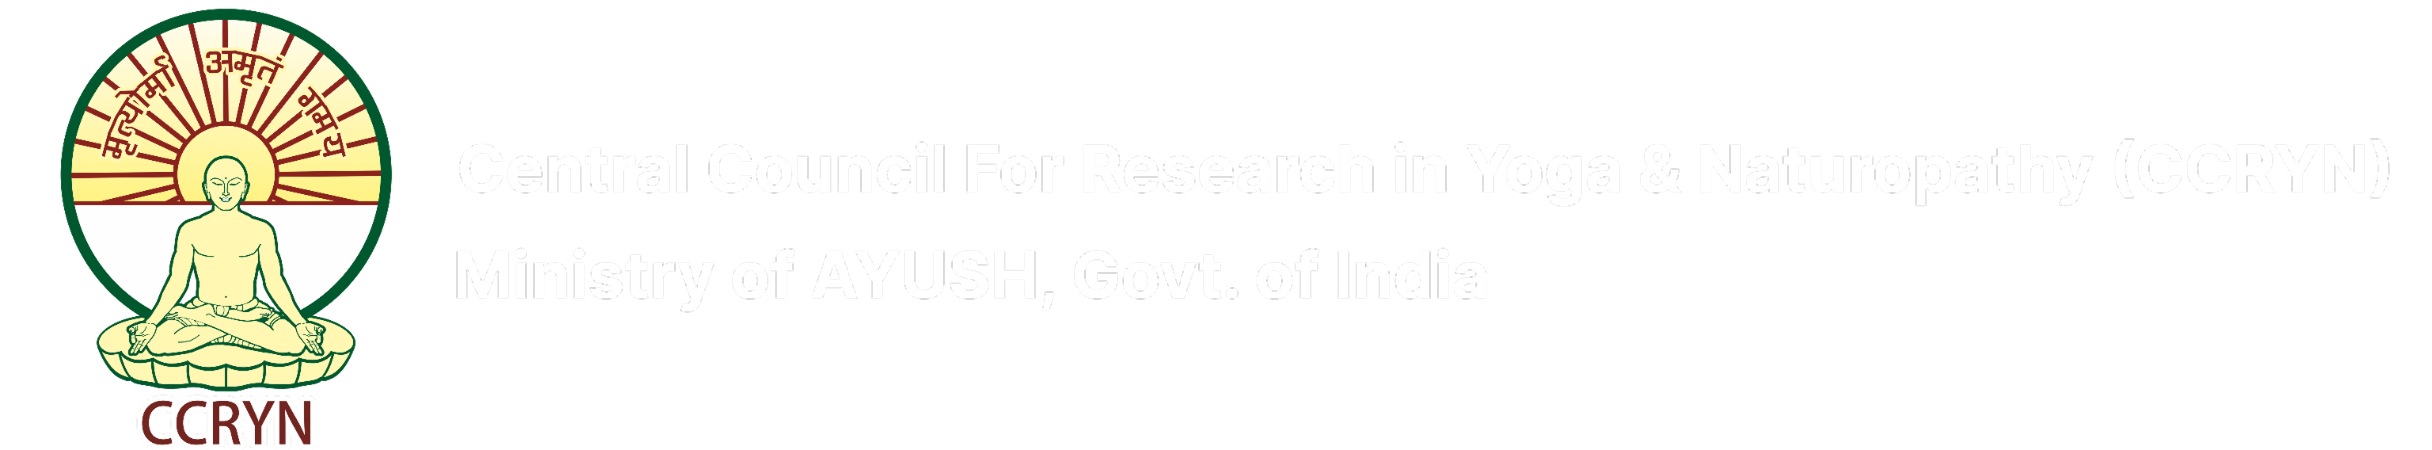 मृत्योर्मा अमृतं गमय
CCRYN
Central Council For Research in Yoga & Naturopathy (CCRYN)
Ministry of AYUSH, Govt. of India